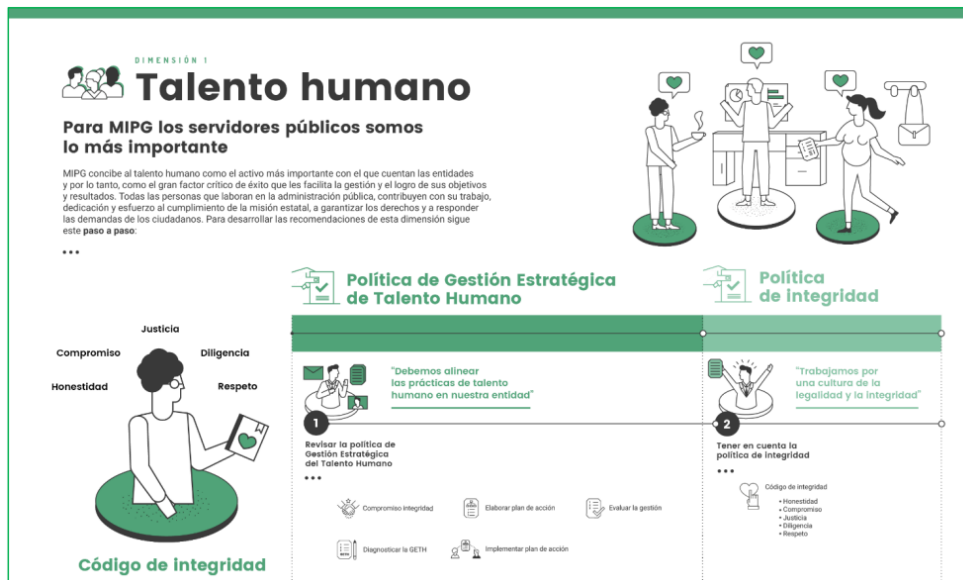 DIMENSIÓN 1
Talento humano
Para MIPG los servidores públicos somos
lo más importante
MIPG concibe al talento humano como el activo más importante con el que cuentan las entidades
y por lo tanto, como el gran factor crítico de éxito que les facilita la gestión y el logro de sus objetivos
y resultados. Todas las personas que laboran en la administración pública, contribuyen con su trabajo,
dedicación y esfuerzo al cumplimiento de la misión estatal, a garantizar los derechos y a responder
las demandas de los ciudadanos. Para desarrollar las recomendaciones de esta dimensión sigue
este paso a paso:
Justicia
Compromiso
Diligencia
Honestidad
Respeto
Código de integridad
Política de Gestión Estratégica
de Talento Humano
"Debemos alinear
las prácticas de talento
humano en nuestra entidad"
1
Revisar la política de
Gestión Estratégica
del Talento Humano
Compromiso integridad
Elaborar plan de acción
Evaluar la gestión
GETH
Diagnosticar la GETH
Implementar plan de acción
Política
de integridad
"Trabajamos por
una cultura de la
legalidad y la integridad"
2
Tener en cuenta la
política de integridad
Código de integridad
• Honestidad
• Compromiso
• Justicia
• Diligencia
• Respeto